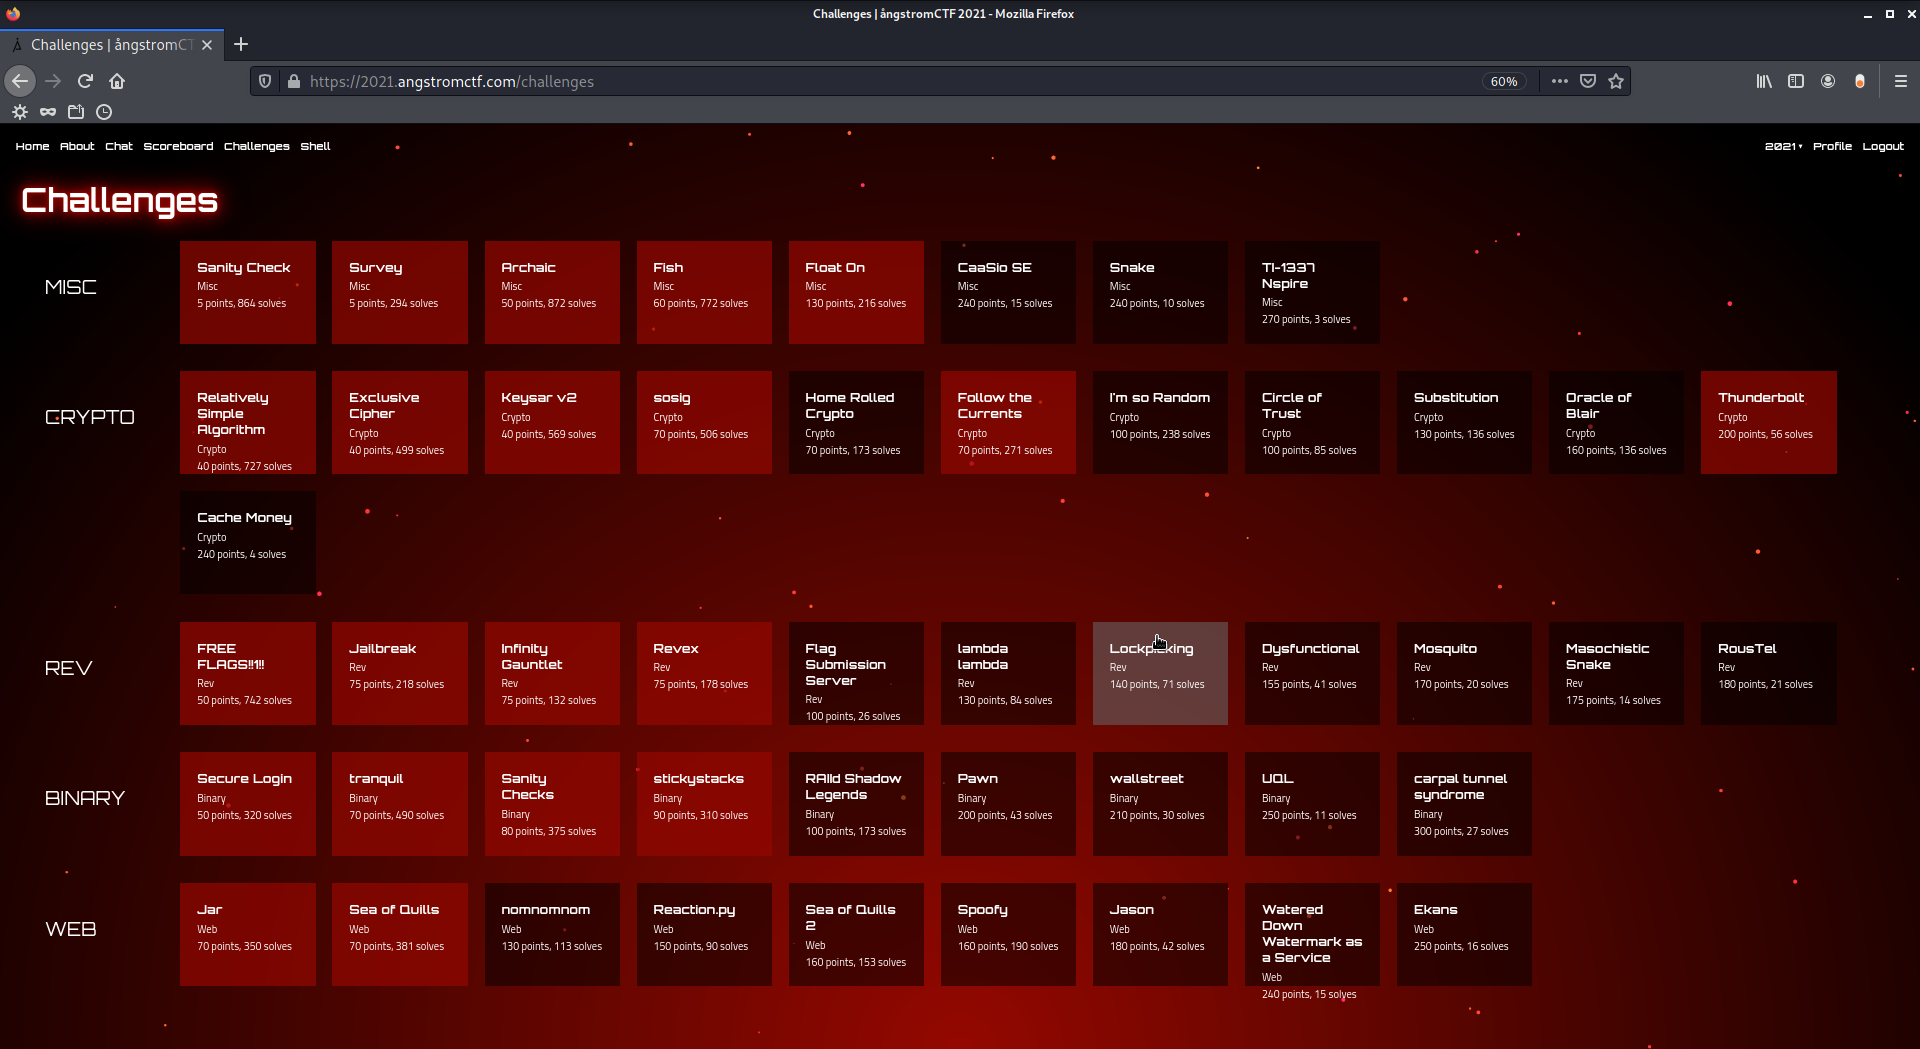 Challenges | ångstromCTF 2021 - Mozilla Firefox
Challenges | ångstromCT
https://2021.angstromctf.com/challenges
60%
Home About Chat Scoreboard Challenges Shell
2021 Profile Logout
Challenges
MISC
Sanity Check
Misc
5 points, 864 solves
Survey
Misc
5 points, 294 solves
Archaic
Misc
50 points, 872 solves
Fish
Misc
60 points, 772 solves
Float On
Misc
130 points, 216 solves
CaaSio SE
Misc
240 points, 15 solves
Snake
Misc
240 points, 10 solves
TI-1337
Nspire
Misc
270 points, 3 solves
CRYPTO
Relatively
Simple
Algorithm
Crypto
40 points, 727 solves
Exclusive
Cipher
Crypto
40 points, 499 solves
Keysar v2
Crypto
40 points, 569 solves
sosig
Crypto
70 points, 506 solves
Home Rolled
Crypto
Crypto
70 points, 173 solves
Follow the
Currents
Crypto
70 points, 271 solves
I'm so Random
Crypto
100 points, 238 solves
Circle of
Trust
Crypto
100 points, 85 solves
Substitution
Crypto
130 points, 136 solves
Oracle of
Blair
Crypto
160 points, 136 solves
Thunderbolt
Crypto
200 points, 56 solves
Cache Money
Crypto
240 points, 4 solves
REV
FREE
FLAGS!!1!!
Rev
50 points, 742 solves
Jailbreak
Rev
75 points, 218 solves
Infinity
Gauntlet
Rev
75 points, 132 solves
Revex
Rev
75 points, 178 solves
Flag
Submission
Server
Rev
100 points, 26 solves
lambda
lambda
Rev
130 points, 84 solves
Lockpicking
Rev
140 points, 71 solves
Dysfunctional
Rev
155 points, 41 solves
Mosquito
Rev
170 points, 20 solves
Masochistic
Snake
Rev
175 points, 14 solves
RousTel
Rev
180 points, 21 solves
BINARY
Secure Login
Binary
50 points, 320 solves
tranquil
Binary
70 points, 490 solves
Sanity
Checks
Binary
80 points, 375 solves
stickystacks
Binary
90 points, 310 solves
RAIId Shadow
Legends
Binary
100 points, 173 solves
Pawn
Binary
200 points, 43 solves
wallstreet
Binary
210 points, 30 solves
UQL
Binary
250 points, 11 solves
carpal tunnel
syndrome
Binary
300 points, 27 solves
WEB
Jar
Web
70 points, 350 solves
Sea of Quills
Web
70 points, 381 solves
nomnomnom
Web
130 points, 113 solves
Reaction.py
Web
150 points, 90 solves
Sea of Quills
2
Web
160 points, 153 solves
Spoofy
Web
160 points, 190 solves
Jason
Web
180 points, 42 solves
Watered
Down
Watermark as
a Service
Web
240 points, 15 solves
Ekans
Web
250 points, 16 solves